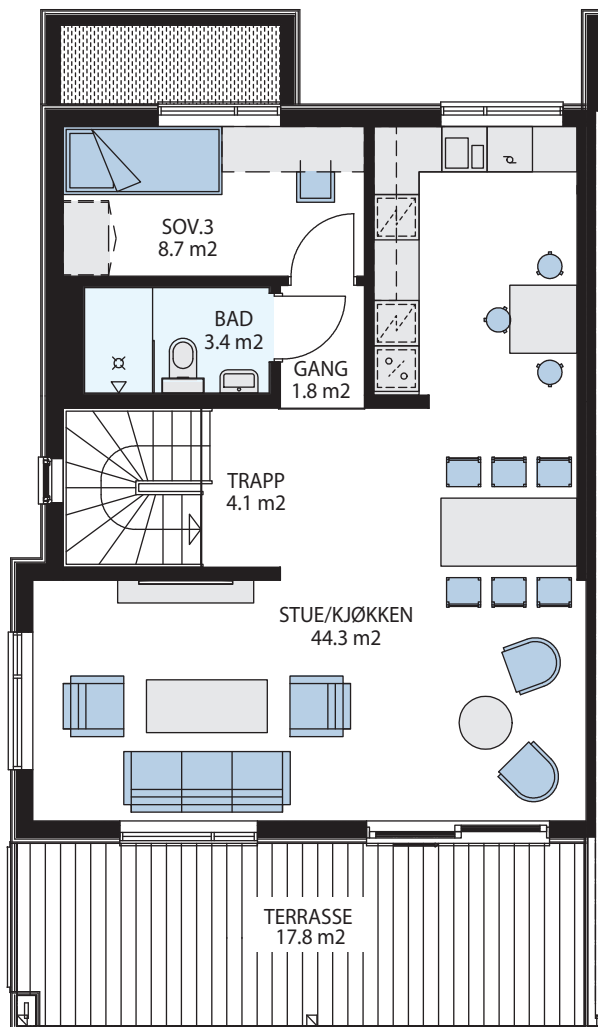 SOV.3
8.7 m2
BAD
3.4 m2
GANG
1.8 m2
TRAPP
4.1 m2
STUE/KJØKKEN
44.3 m2
TERRASSE
17.8 m2